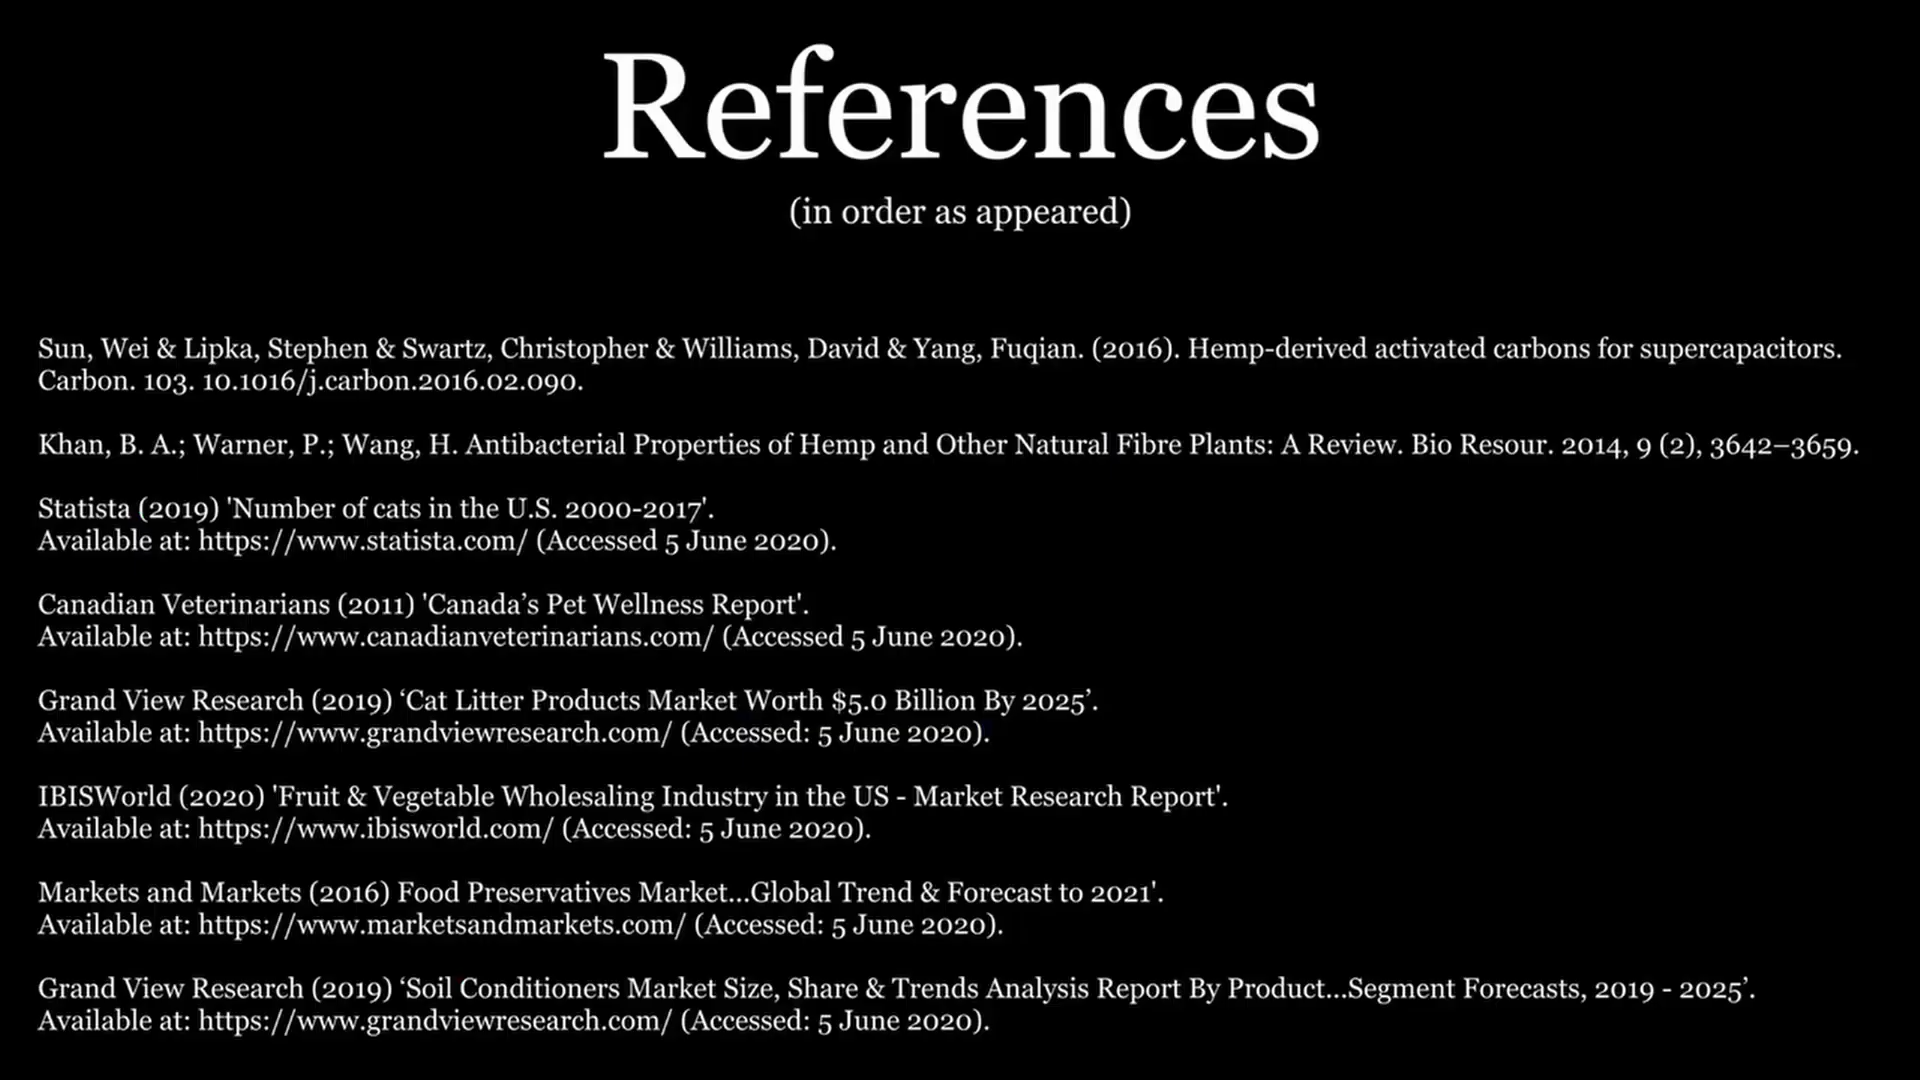 References
(in order as appeared)
Sun, Wei & Lipka, Stephen & Swartz, Christopher & Williams, David & Yang, Fuqian. (2016). Hemp-derived activated carbons for supercapacitors.
Carbon. 103. 10.1016/j.carbon.2016.02.090.
Khan, B. A.; Warner, P.; Wang, H. Antibacterial Properties of Hemp and Other Natural Fibre Plants: A Review. Bio Resour. 2014, 9 (2), 3642–3659.
Statista (2019) 'Number of cats in the U.S. 2000-2017'.
Available at: https://www.statista.com/ (Accessed 5 June 2020).
Canadian Veterinarians (2011) 'Canada’s Pet Wellness Report'.
Available at: https://www.canadianveterinarians.com/ (Accessed 5 June 2020).
Grand View Research (2019) ‘Cat Litter Products Market Worth $5.0 Billion By 2025’.
Available at: https://www.grandviewresearch.com/ (Accessed: 5 June 2020).
IBISWorld (2020) 'Fruit & Vegetable Wholesaling Industry in the US - Market Research Report'.
Available at: https://www.ibisworld.com/ (Accessed: 5 June 2020).
Markets and Markets (2016) Food Preservatives Market...Global Trend & Forecast to 2021'.
Available at: https://www.marketsandmarkets.com/ (Accessed: 5 June 2020).
Grand View Research (2019) ‘Soil Conditioners Market Size, Share & Trends Analysis Report By Product...Segment Forecasts, 2019 - 2025’.
Available at: https://www.grandviewresearch.com/ (Accessed: 5 June 2020).